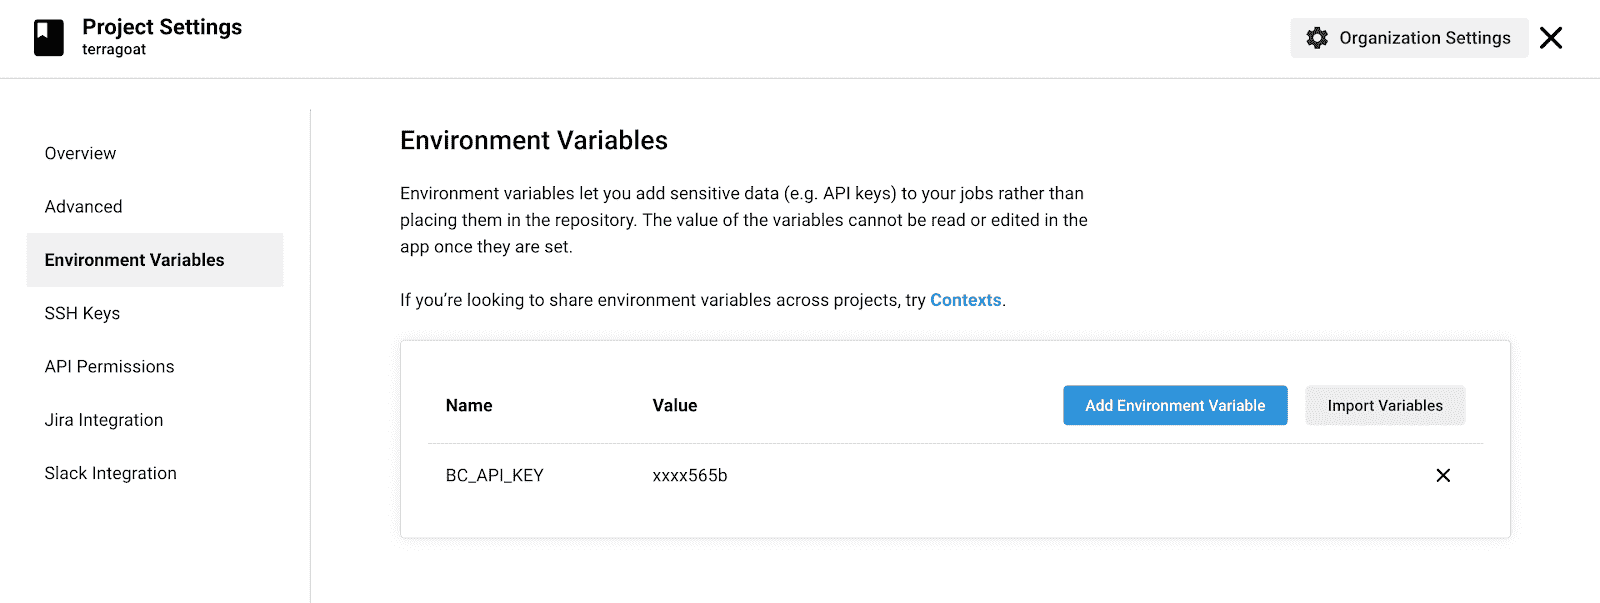 Project Settings
terragoat
Organization Settings
Overview
Advanced
Environment Variables
SSH Keys
API Permissions
Jira Integration
Slack Integration
Environment Variables
Environment variables let you add sensitive data (e.g. API keys) to your jobs rather than
placing them in the repository. The value of the variables cannot be read or edited in the
app once they are set.
If you’re looking to share environment variables across projects, try Contexts.
Name Value Add Environment Variable Import Variables
BC_API_KEY xxxx565b